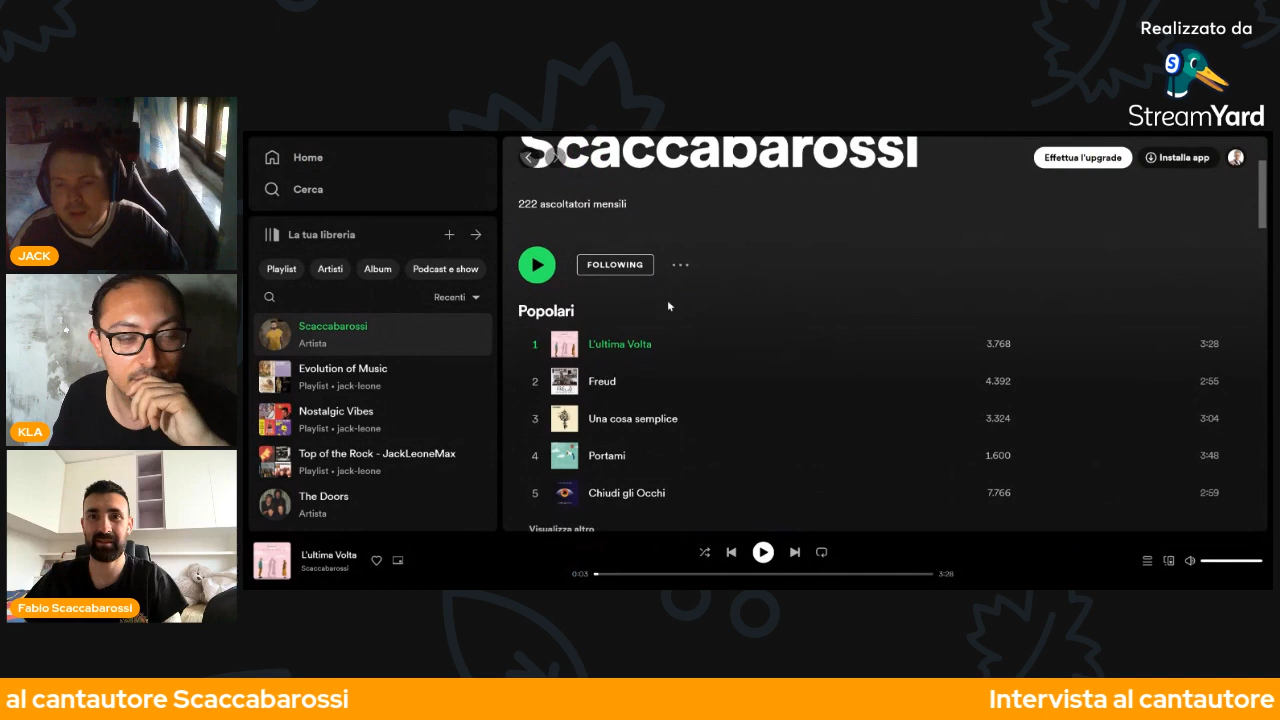 Realizzato da
StreamYard
JACK
KLA
Fabio Scaccabarossi
Home
Cerca
La tua libreria
Playlist
Artisti
Album
Podcast e show
Recenti
Scaccabarossi
Artista
Evolution of Music
Playlist • jack-leone
Nostalgic Vibes
Playlist • jack-leone
Top of the Rock - JackLeoneMax
Playlist • jack-leone
The Doors
Artista
Scaccabarossi
Effettua l'upgrade
Installa app
222 ascoltatori mensili
FOLLOWING
Popolari
1 L'ultima Volta 3.768 3:28
2 Freud 4.392 2:55
3 Una cosa semplice 3.324 3:04
4 Portami 1.600 3:48
5 Chiudi gli Occhi 7.766 2:59
Visualizza altro
L'ultima Volta
Scaccabarossi
0:03
3:28
al cantautore Scaccabarossi
Intervista al cantautore